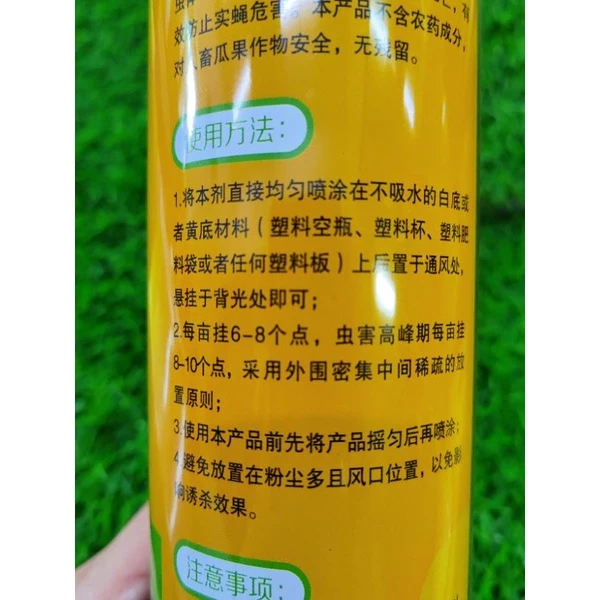 效防止实蝇危害。本产品不含农药成分,
对人畜瓜果作物安全,无残留。
使用方法:
1.将本剂直接均匀喷涂在不吸水的白底或
者黄底材料(塑料空瓶、塑料杯、塑料肥
料袋或者任何塑料板)上后置于通风处,
悬挂于背光处即可;
2.每亩挂6-8个点,虫害高峰期每亩挂
8-10个点,采用外围密集中间稀疏的放
置原则;
3.使用本产品前先将产品摇匀后再喷涂;
4.避免放置在粉尘多且风口位置,以免影
响诱杀效果。
注意事项: